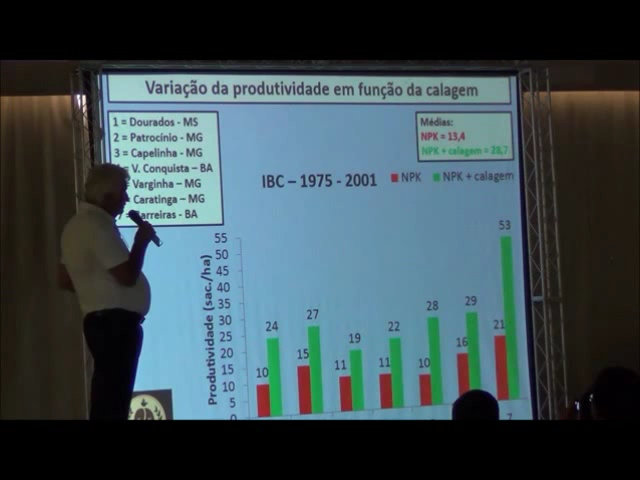 Variação da produtividade em função da calagem
1 = Dourados - MS
2 = Patrocínio - MG
3 = Capelinha - MG
= V. Conquista – BA
= Varginha – MG
= Caratinga – MG
= Barreiras - BA
Médias:
NPK = 13,4
NPK + calagem = 28,7
IBC – 1975 - 2001
NPK
NPK + calagem
Produtividade (sac./ha)
55
50
45
40
35
30
25
20
15
10
5
0
10
24
15
27
11
19
11
22
10
28
16
29
21
53
7